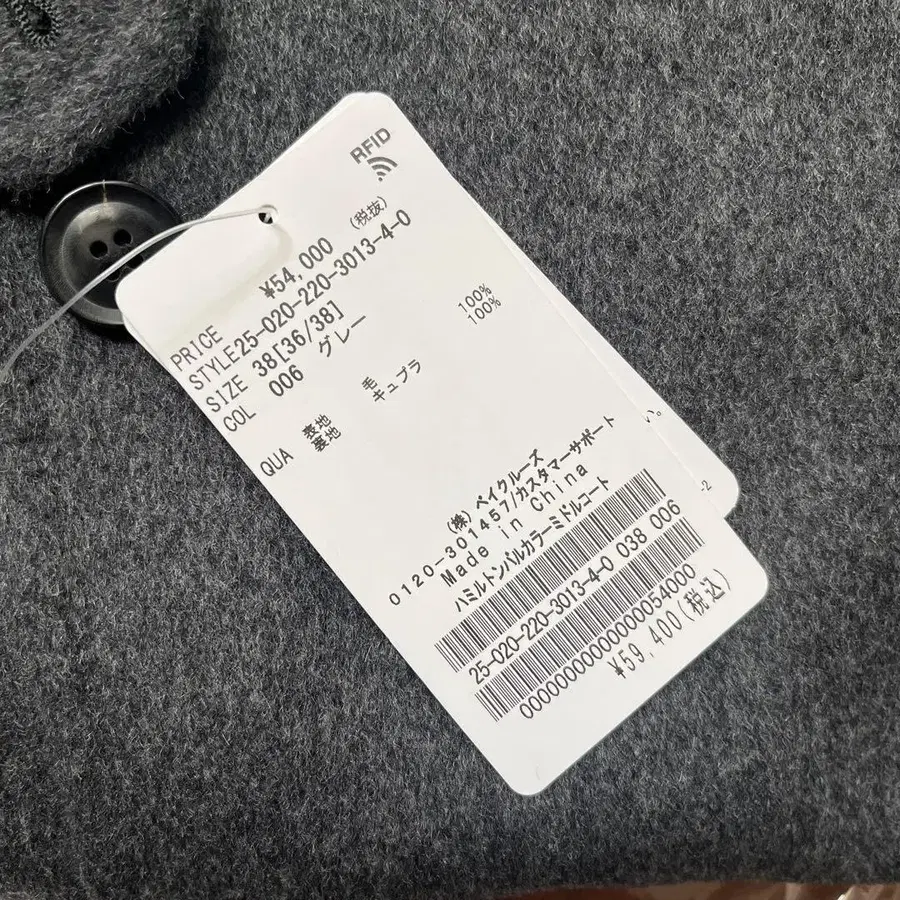 RFID
PRICE ¥54,000 (税抜)
STYLE25-020-220-3013-4-0
SIZE 38[36/38]
COL 006 グレー
QUA 表地 毛 100%
裏地 キュプラ 100%
(株) ベイクルーズ
0120-301457/カスタマーサポート
Made in China
ハミルトンバルカラーミドルコート
25-020-220-3013-4-0 038 006
¥59,400(税込)
い。
-2